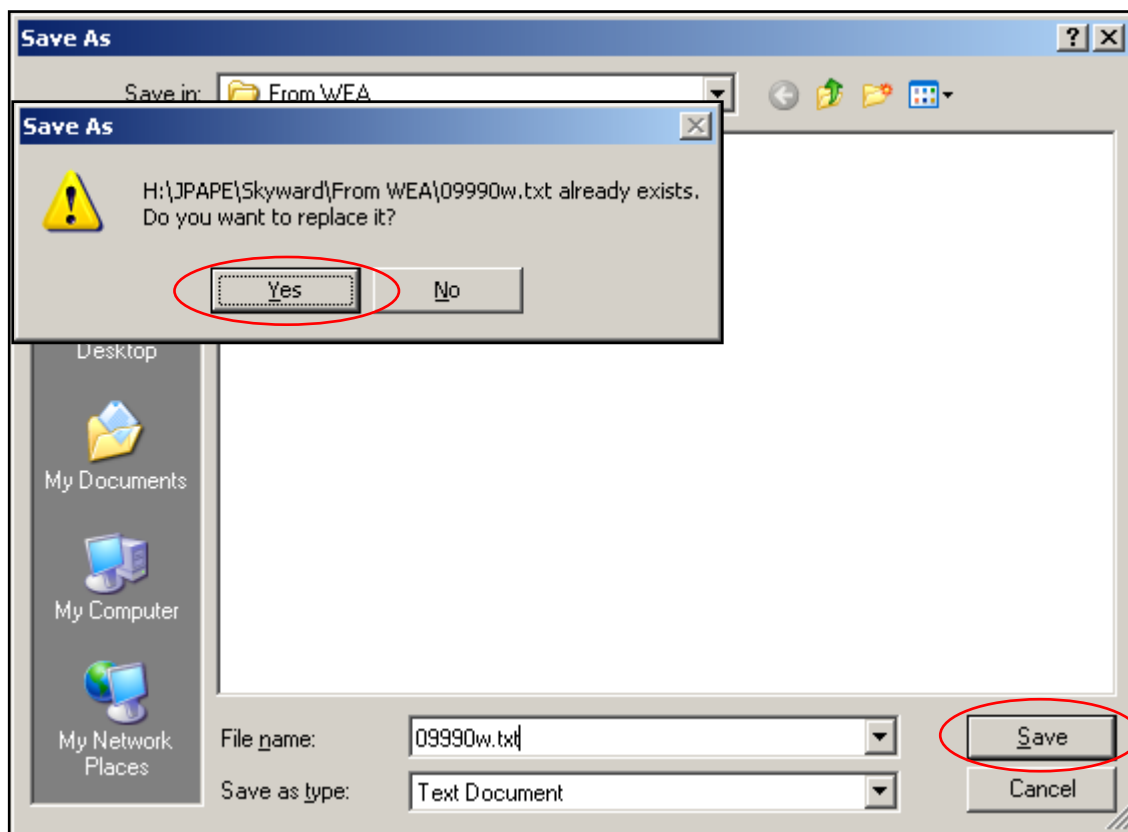 Save As
Save in: From WEA
Save As
H:\JPAPE\Skyward\From WEA\09990w.txt already exists.
Do you want to replace it?
Yes No
Desktop
My Documents
My Computer
My Network
Places
File name: 09990w.txt
Save
Save as type: Text Document
Cancel